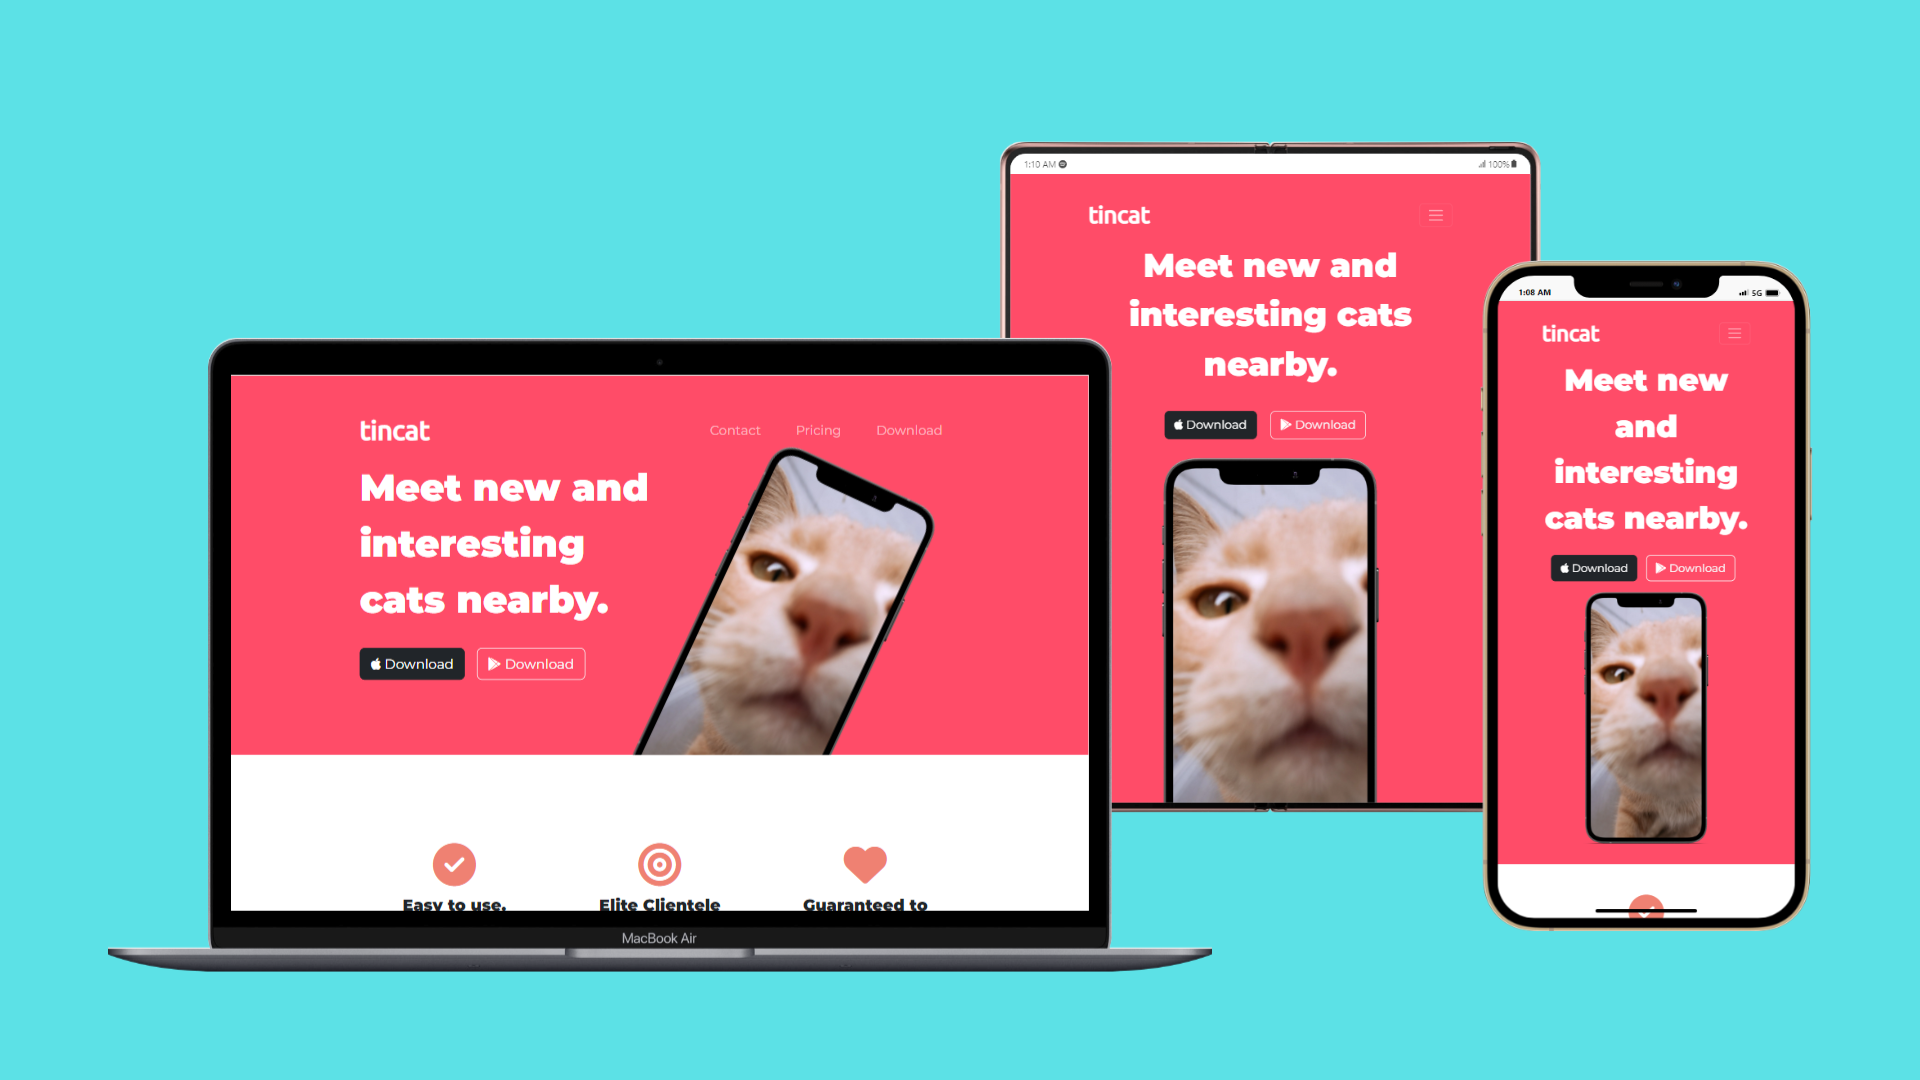 tincat
Contact Pricing Download
Meet new and
interesting
cats nearby.
Download Download
Easy to use.
Elite Clientele
Guaranteed to
MacBook Air
1:10 AM
100%
tincat
Meet new and
interesting cats
nearby.
Download Download
1:08 AM
5G
tincat
Meet new
and
interesting
cats nearby.
Download Download